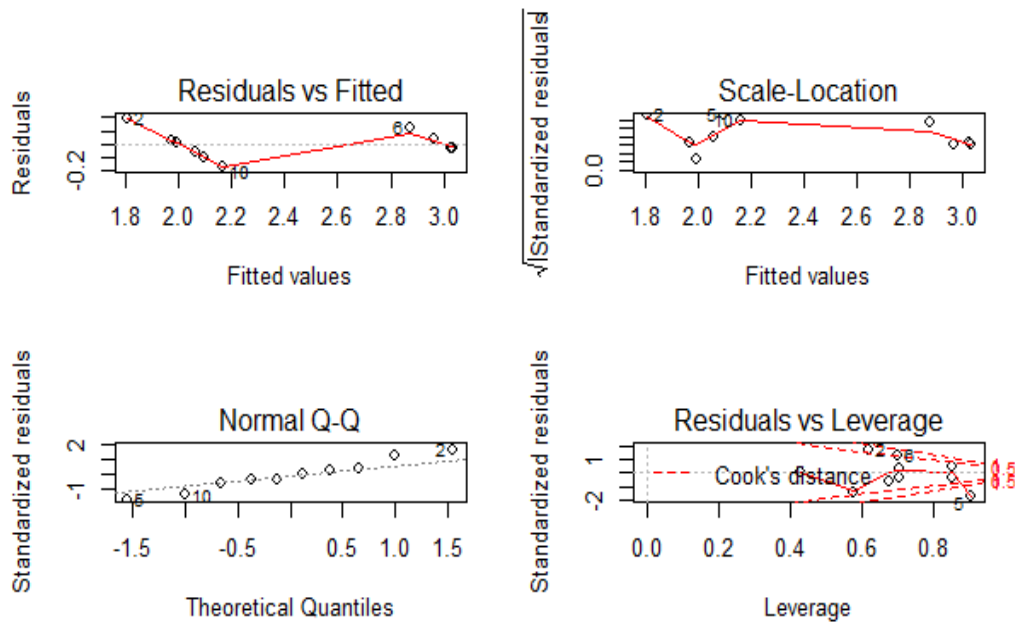 Residuals vs Fitted
Residuals
-0.2
2
6
10
1.8 2.0 2.2 2.4 2.6 2.8 3.0
Fitted values
Scale-Location
√|Standardized residuals|
0.0
2
5
10
1.8 2.0 2.2 2.4 2.6 2.8 3.0
Fitted values
Normal Q-Q
Standardized residuals
2
-1
5
10
2
-1.5 -0.5 0.5 1.5
Theoretical Quantiles
Residuals vs Leverage
Standardized residuals
1
-2
2
6
5
Cook's distance
0.5
0.5
0.0 0.2 0.4 0.6 0.8
Leverage